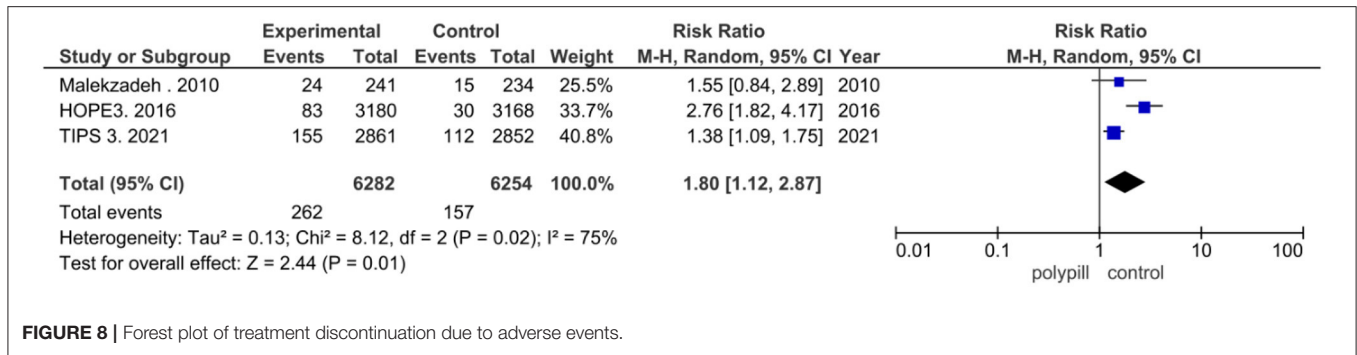 Experimental Control Risk Ratio Risk Ratio
Study or Subgroup Events Total Events Total Weight M-H, Random, 95% CI Year M-H, Random, 95% CI
Malekzadeh . 2010 24 241 15 234 25.5% 1.55 [0.84, 2.89] 2010
HOPE3. 2016 83 3180 30 3168 33.7% 2.76 [1.82, 4.17] 2016
TIPS 3. 2021 155 2861 112 2852 40.8% 1.38 [1.09, 1.75] 2021
Total (95% CI) 6282 6254 100.0% 1.80 [1.12, 2.87]
Total events 262 157
Heterogeneity: Tau² = 0.13; Chi² = 8.12, df = 2 (P = 0.02); I² = 75%
Test for overall effect: Z = 2.44 (P = 0.01)
0.01 0.1 1 10 100
polypill control
FIGURE 8 | Forest plot of treatment discontinuation due to adverse events.